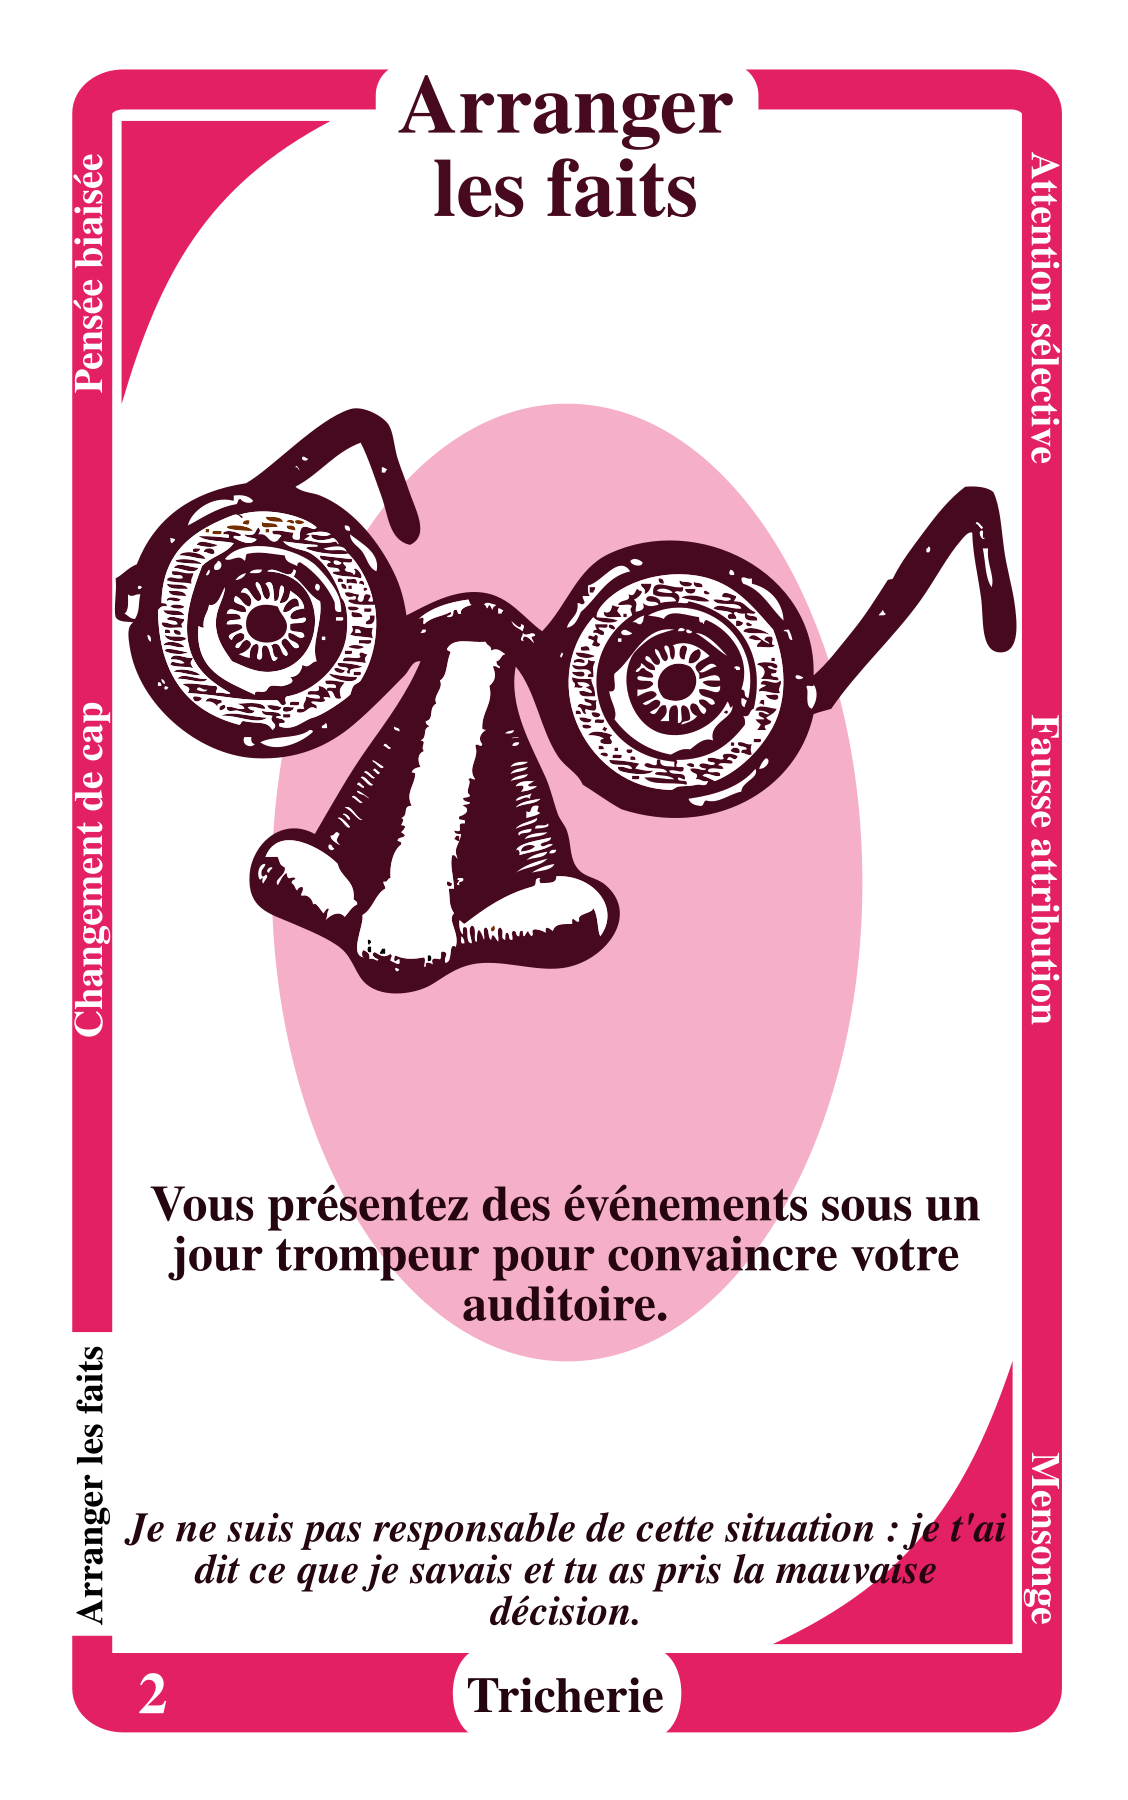 Arranger
les faits
Pensée biaisée
Changement de cap
Arranger les faits
Attention sélective
Fausse attribution
Mensonge
Vous présentez des événements sous un
jour trompeur pour convaincre votre
auditoire.
Je ne suis pas responsable de cette situation : je t'ai
dit ce que je savais et tu as pris la mauvaise
décision.
2
Tricherie